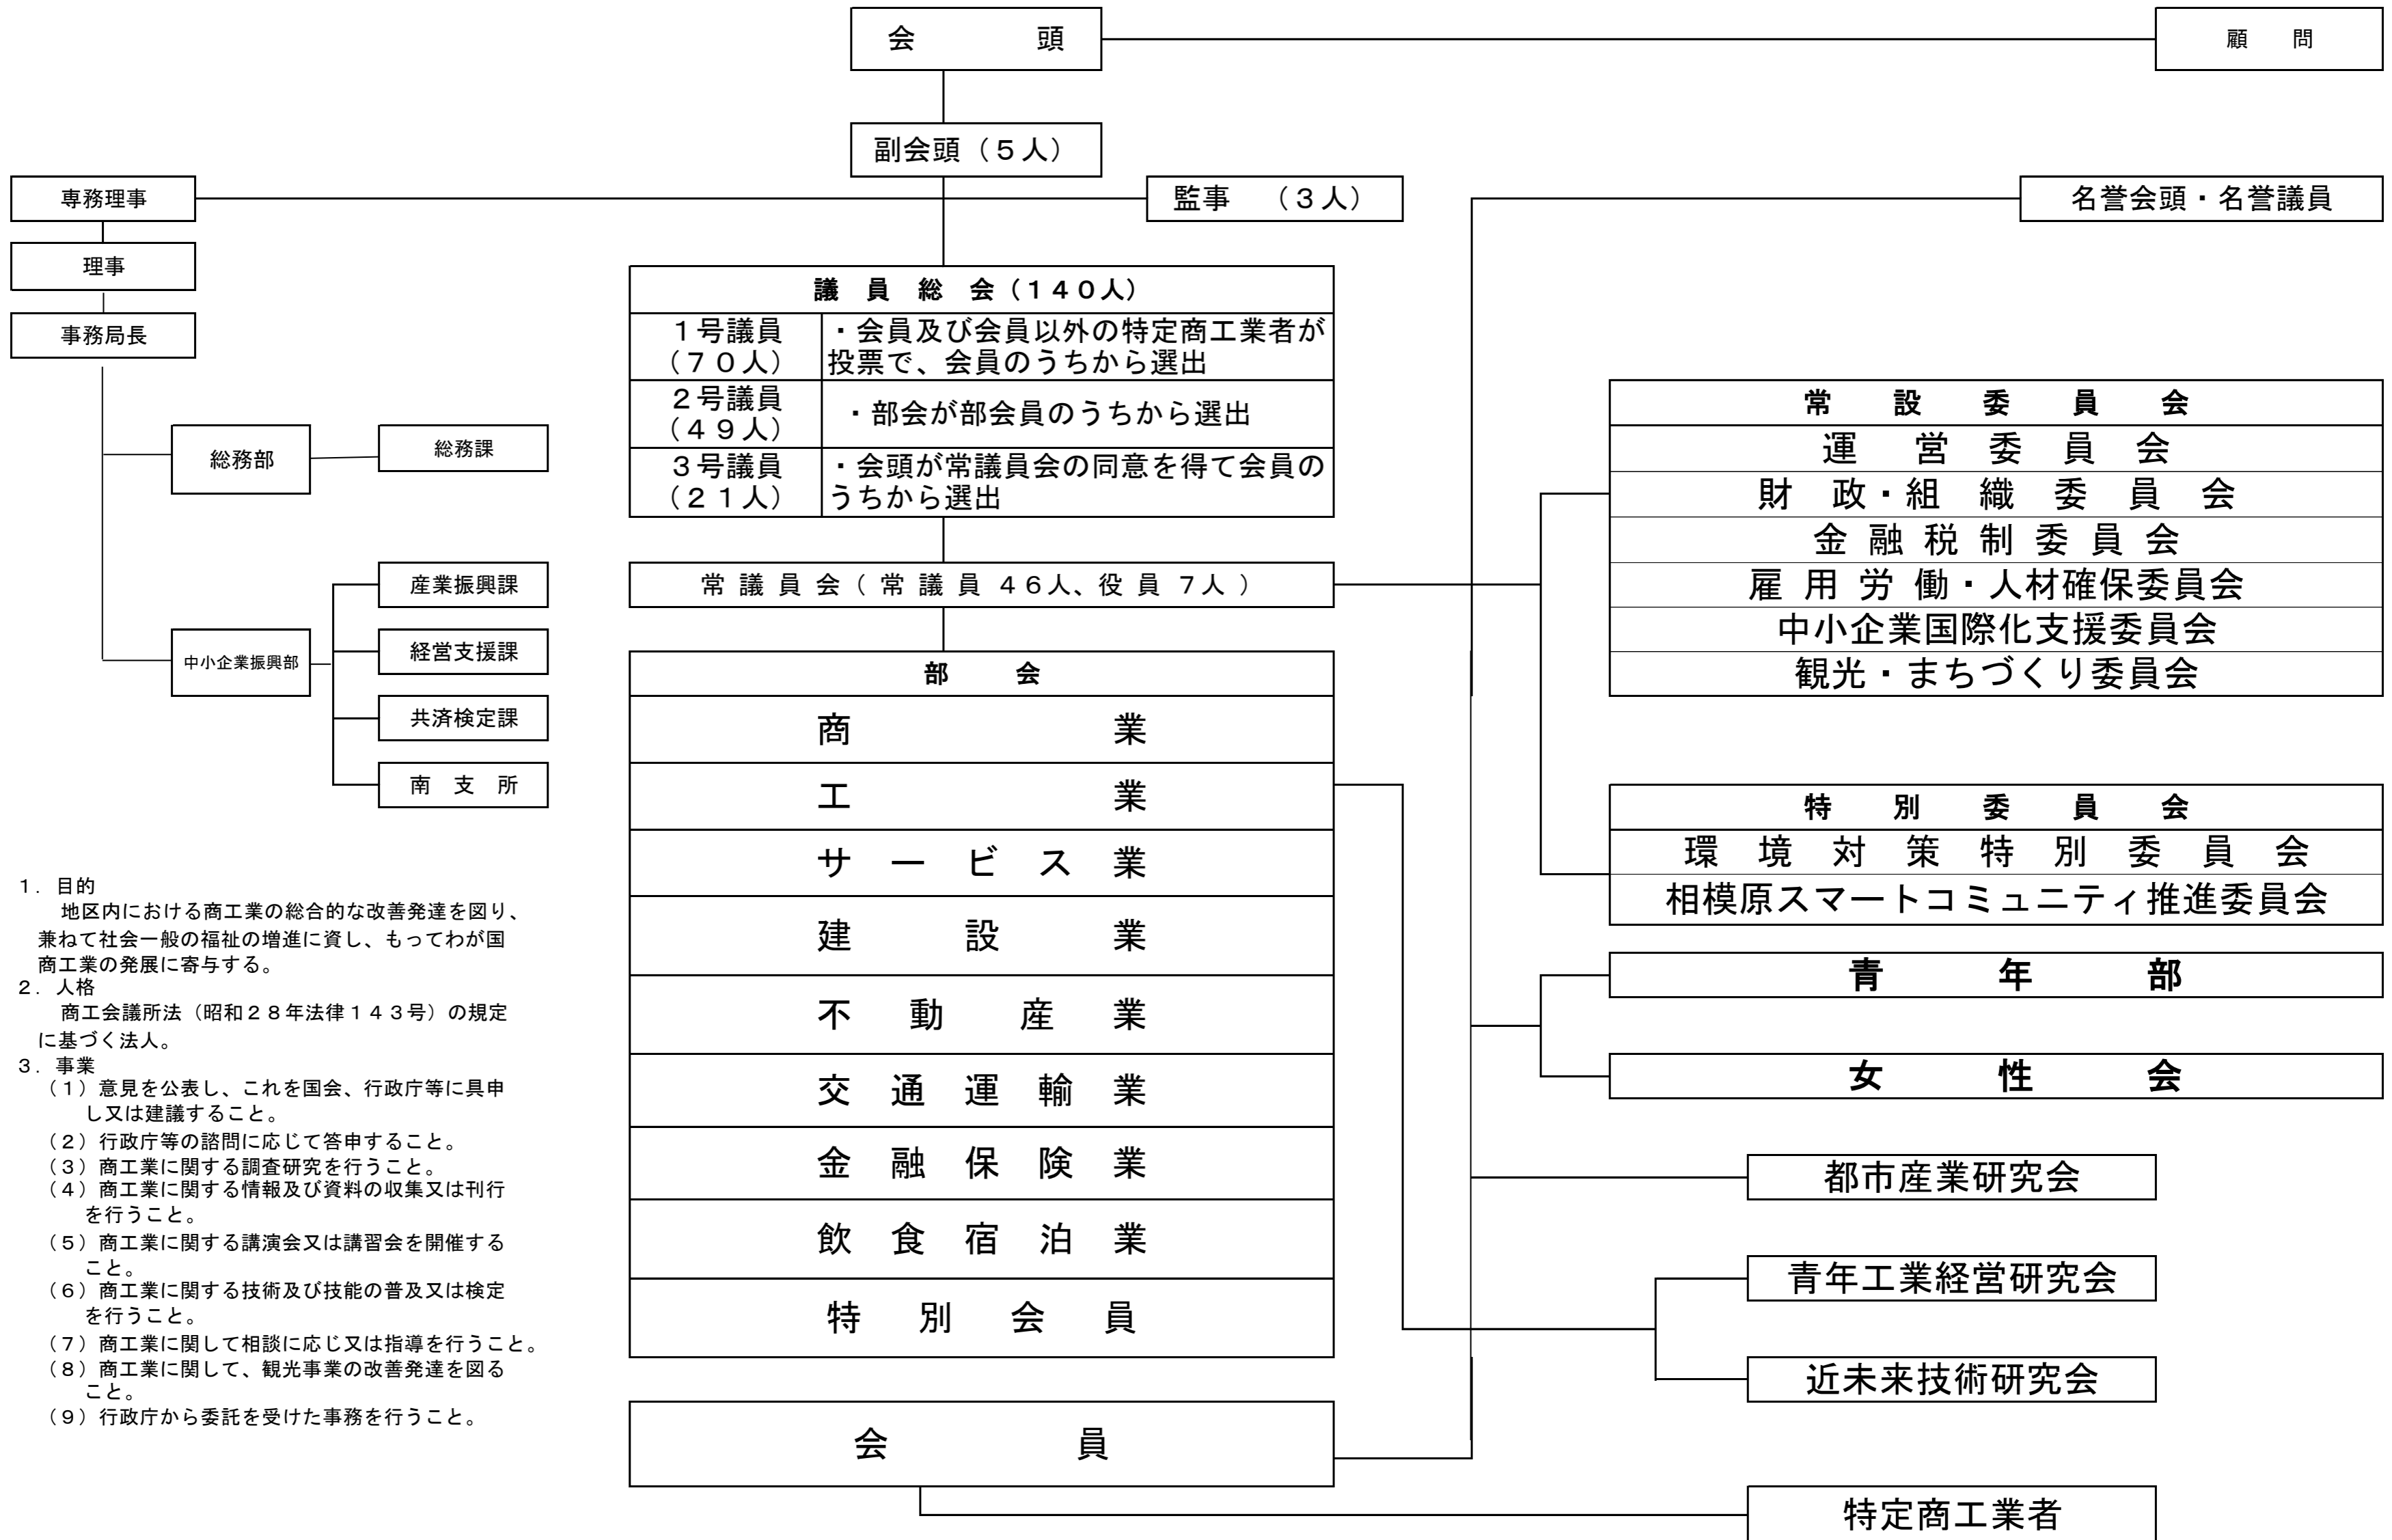 会　　頭
顧　問
副会頭（５人）
専務理事
監事　（３人）
名誉会頭・名誉議員
理事
事務局長
議　員　総　会（１４０人）
１号議員
（７０人）
・会員及び会員以外の特定商工業者が
投票で、会員のうちから選出
２号議員
（４９人）
・部会が部会員のうちから選出
３号議員
（２１人）
・会頭が常議員会の同意を得て会員の
うちから選出
総務部
総務課
常　設　委　員　会
運　営　委　員　会
財　政・組　織　委　員　会
金　融　税　制　委　員　会
雇　用　労　働・人材確保委員会
中小企業国際化支援委員会
観光・まちづくり委員会
常 議 員 会（ 常 議 員 ４６人、役 員 ７人 ）
中小企業振興部
産業振興課
経営支援課
共済検定課
南　支　所
部　　会
商　　　業
工　　　業
サ　ー　ビ　ス　業
建　　設　　業
不　動　産　業
交　通　運　輸　業
金　融　保　険　業
飲　食　宿　泊　業
特　別　会　員
特　別　委　員　会
環　境　対　策　特　別　委　員　会
相模原スマートコミュニティ推進委員会
青　　年　　部
女　　性　　会
都市産業研究会
青年工業経営研究会
近未来技術研究会
会　　　員
特定商工業者
１．目的
地区内における商工業の総合的な改善発達を図り、
兼ねて社会一般の福祉の増進に資し、もってわが国
商工業の発展に寄与する。
２．人格
商工会議所法（昭和２８年法律１４３号）の規定
に基づく法人。
３．事業
（１）意見を公表し、これを国会、行政庁等に具申
し又は建議すること。
（２）行政庁等の諮問に応じて答申すること。
（３）商工業に関する調査研究を行うこと。
（４）商工業に関する情報及び資料の収集又は刊行
を行うこと。
（５）商工業に関する講演会又は講習会を開催する
こと。
（６）商工業に関する技術及び技能の普及又は検定
を行うこと。
（７）商工業に関して相談に応じ又は指導を行うこと。
（８）商工業に関して、観光事業の改善発達を図る
こと。
（９）行政庁から委託を受けた事務を行うこと。